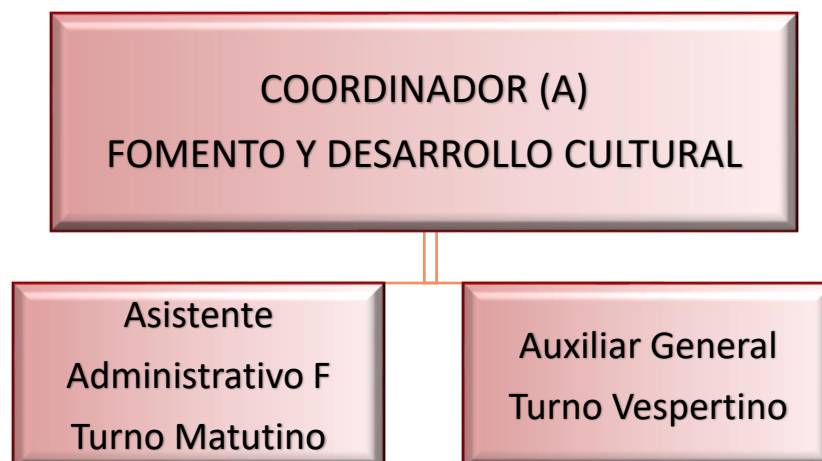 COORDINADOR (A)
FOMENTO Y DESARROLLO CULTURAL
Asistente
Administrativo F
Turno Matutino
Auxiliar General
Turno Vespertino